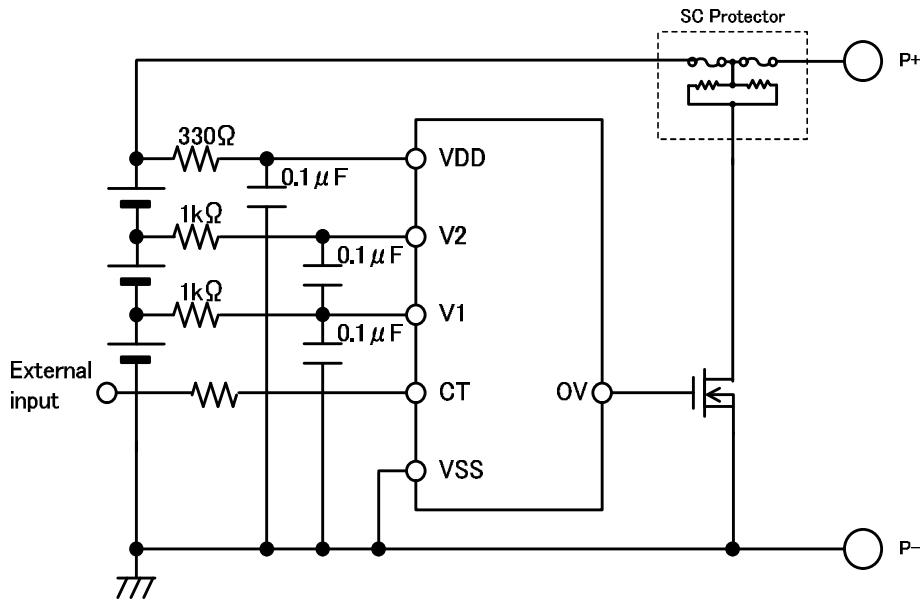 SC Protector
P+
330Ω
VDD
0.1μF
1kΩ
V2
0.1μF
1kΩ
V1
0.1μF
External
input
CT
OV
VSS
P−